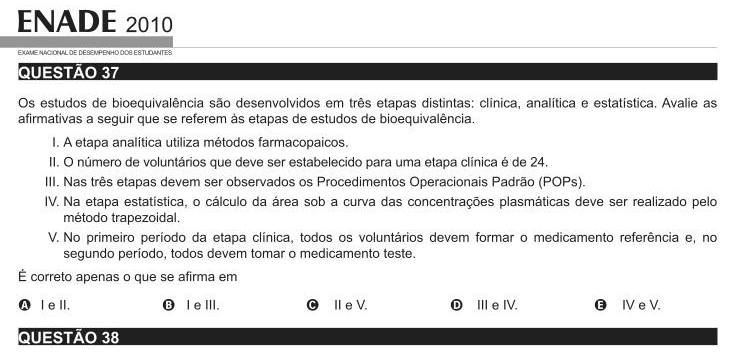 ENADE 2010
EXAME NACIONAL DE DESEMPENHO DOS ESTUDANTES
QUESTÃO 37
Os estudos de bioequivalência são desenvolvidos em três etapas distintas: clínica, analítica e estatística. Avalie as
afirmativas a seguir que se referem às etapas de estudos de bioequivalência.
I. A etapa analítica utiliza métodos farmacopaicos.
II. O número de voluntários que deve ser estabelecido para uma etapa clínica é de 24.
III. Nas três etapas devem ser observados os Procedimentos Operacionais Padrão (POPs).
IV. Na etapa estatística, o cálculo da área sob a curva das concentrações plasmáticas deve ser realizado pelo
método trapezoidal.
V. No primeiro período da etapa clínica, todos os voluntários devem formar o medicamento referência e, no
segundo período, todos devem tomar o medicamento teste.
É correto apenas o que se afirma em
A I e II. B I e III. C II e V. D III e IV. E IV e V.
QUESTÃO 38